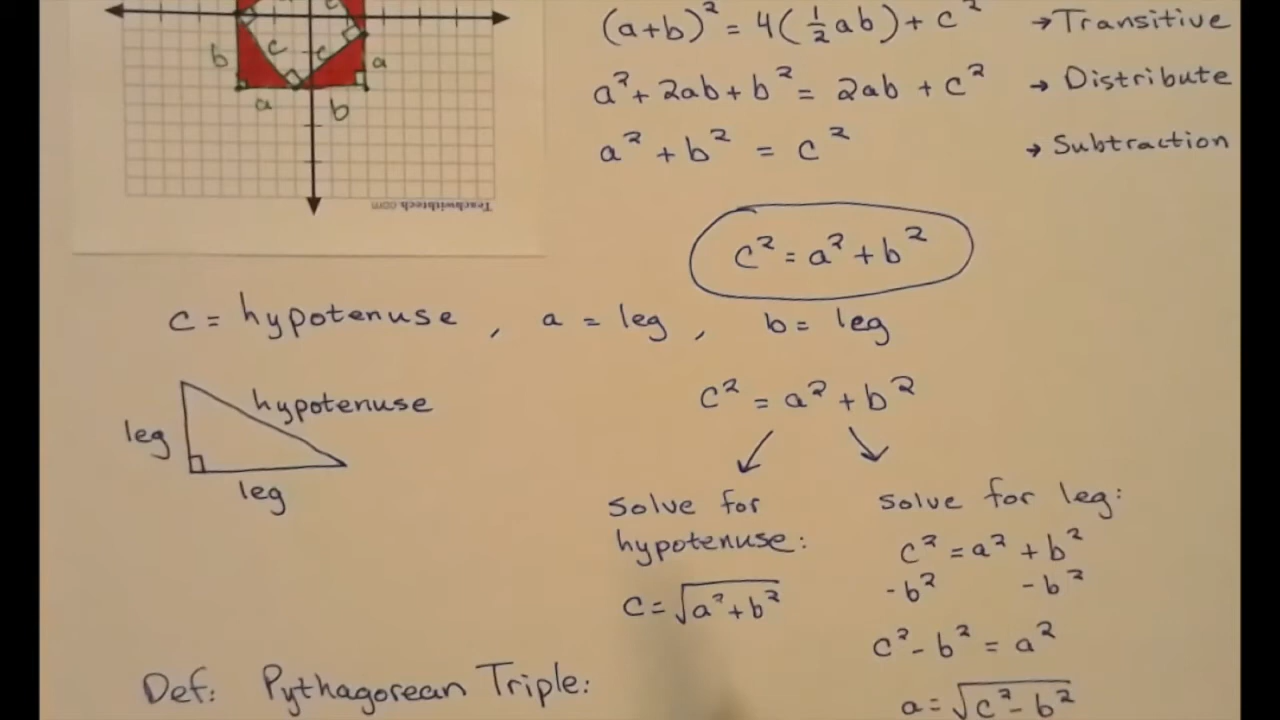 c
(a+b)² = 4(½ab) + c² → Transitive
b c c a
a²+2ab+b² = 2ab + c² → Distribute
a b
a² + b² = c² → Subtraction
Teachwithtech.com
c² = a² + b²
c = hypotenuse , a = leg , b = leg
c² = a² + b²
hypotenuse
leg
leg
solve for
hypotenuse:
c = √a²+b²
solve for leg:
c² = a² + b²
-b² -b²
c² - b² = a²
a = √c²-b²
Def: Pythagorean Triple: